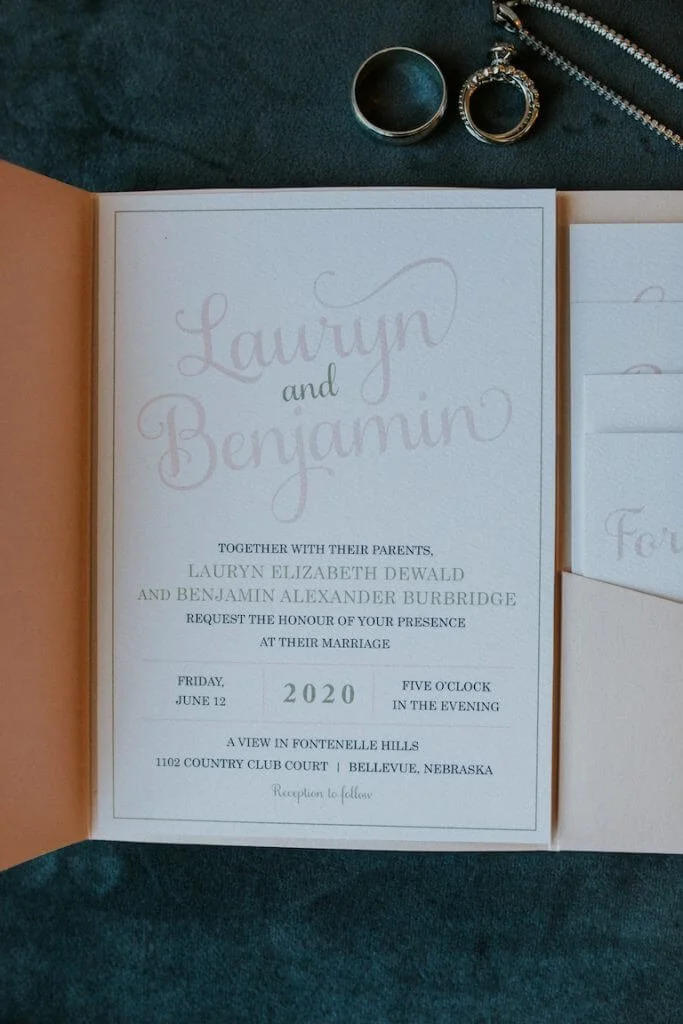 Lauryn
and
Benjamin
TOGETHER WITH THEIR PARENTS,
LAURYN ELIZABETH DEWALD
AND BENJAMIN ALEXANDER BURBRIDGE
REQUEST THE HONOUR OF YOUR PRESENCE
AT THEIR MARRIAGE
FRIDAY,
JUNE 12
2020
FIVE O'CLOCK
IN THE EVENING
A VIEW IN FONTENELLE HILLS
1102 COUNTRY CLUB COURT | BELLEVUE, NEBRASKA
Reception to follow
For